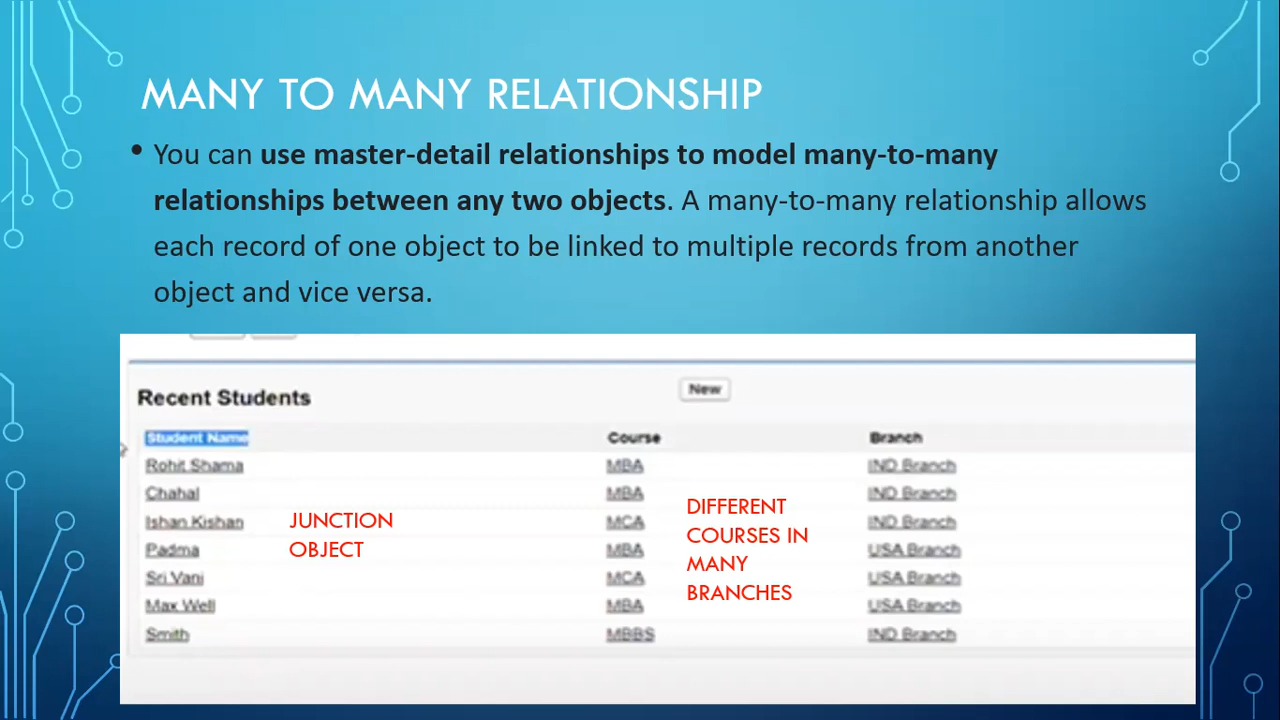 MANY TO MANY RELATIONSHIP
• You can use master-detail relationships to model many-to-many
relationships between any two objects. A many-to-many relationship allows
each record of one object to be linked to multiple records from another
object and vice versa.
Recent Students New
Student Name Course Branch
Rohit Shama MBA IND Branch
Chahal MBA IND Branch
Ishan Kishan MCA IND Branch
Padma MBA USA Branch
Sri Vani MCA USA Branch
Max Well MBA USA Branch
Smith MBBS IND Branch
JUNCTION
OBJECT
DIFFERENT
COURSES IN
MANY
BRANCHES